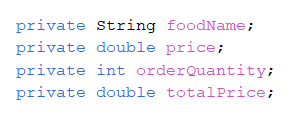 private String foodName;
private double price;
private int orderQuantity;
private double totalPrice;